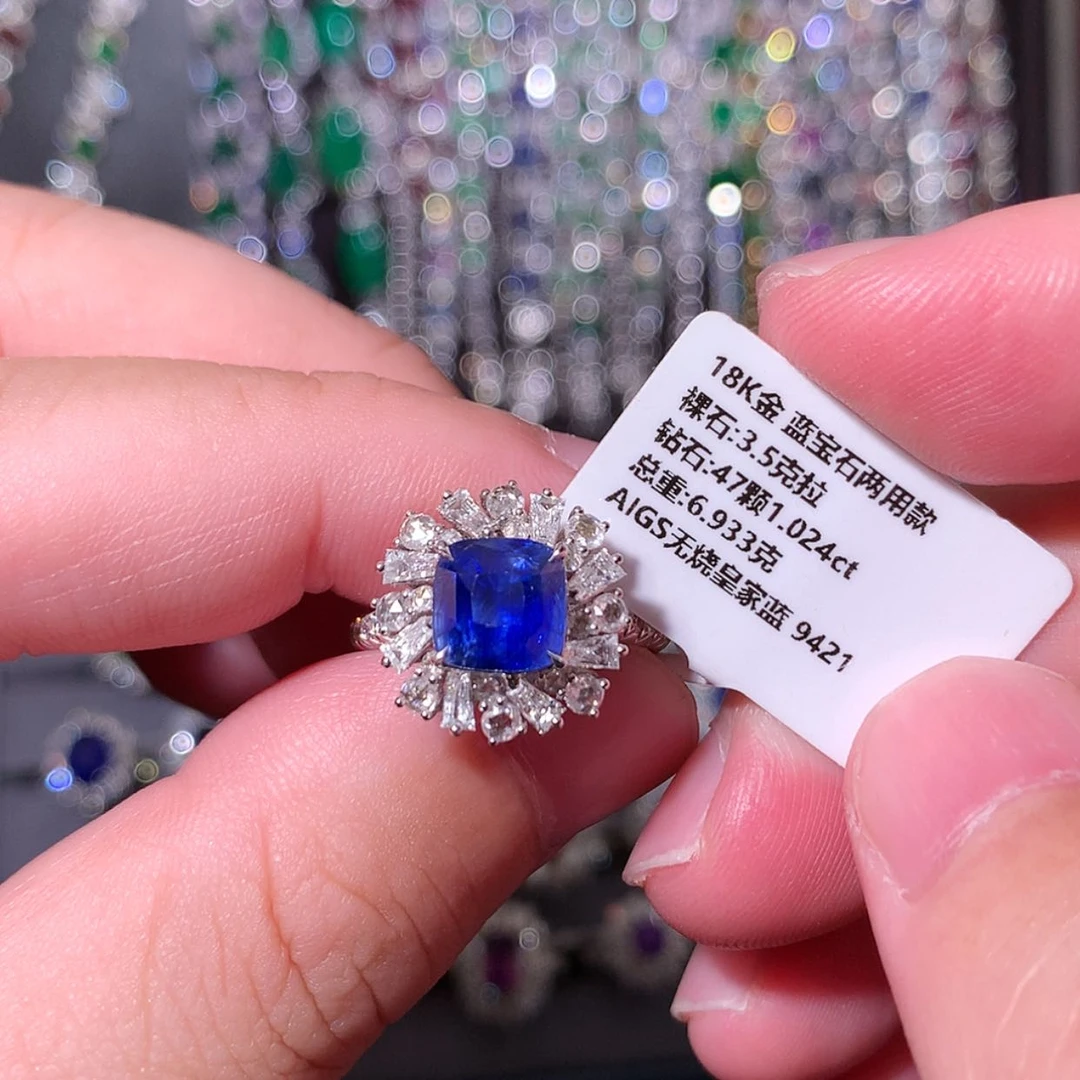 18K金 蓝宝石两用款
裸石:3.5克拉
钻石:47颗1.024ct
总重:6.933克
AIGS无烧皇家蓝 9421